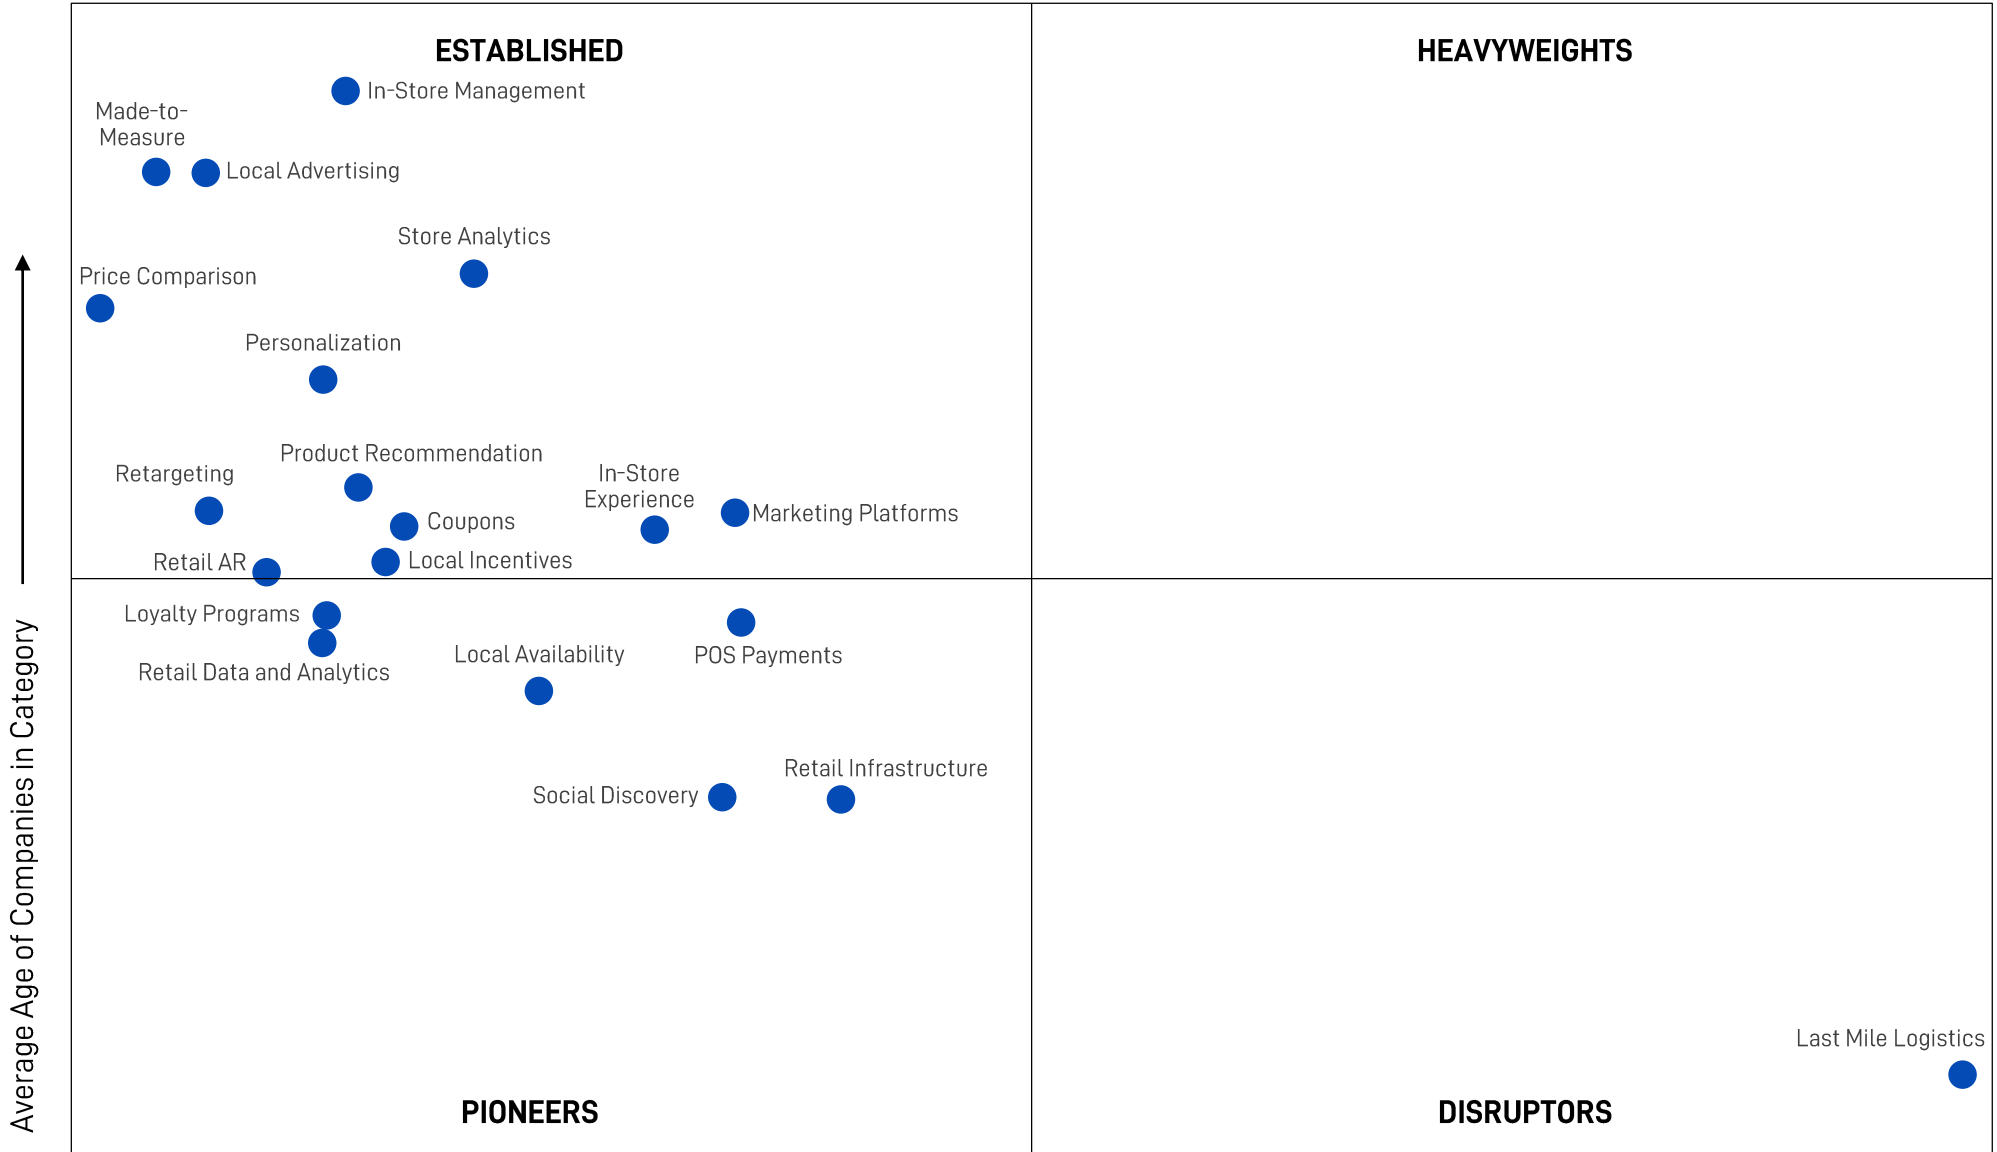 ESTABLISHED
HEAVYWEIGHTS
In-Store Management
Made-to-
Measure
Local Advertising
Store Analytics
Price Comparison
Personalization
Product Recommendation
Retargeting
In-Store
Experience
Marketing Platforms
Coupons
Retail AR
Local Incentives
Loyalty Programs
Retail Data and Analytics
Local Availability
POS Payments
Social Discovery
Retail Infrastructure
Last Mile Logistics
PIONEERS
DISRUPTORS
Average Age of Companies in Category